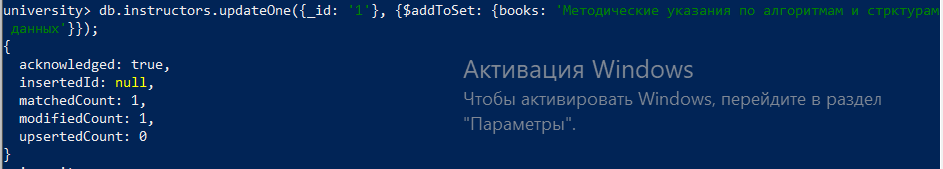 university> db.instructors.updateOne({_id: '1'}, {$addToSet: {books: 'Методические указания по алгоритмам и стрктурам
данных'}});
{
acknowledged: true,
insertedId: null,
matchedCount: 1,
modifiedCount: 1,
upsertedCount: 0
}
Активация Windows
Чтобы активировать Windows, перейдите в раздел
"Параметры".